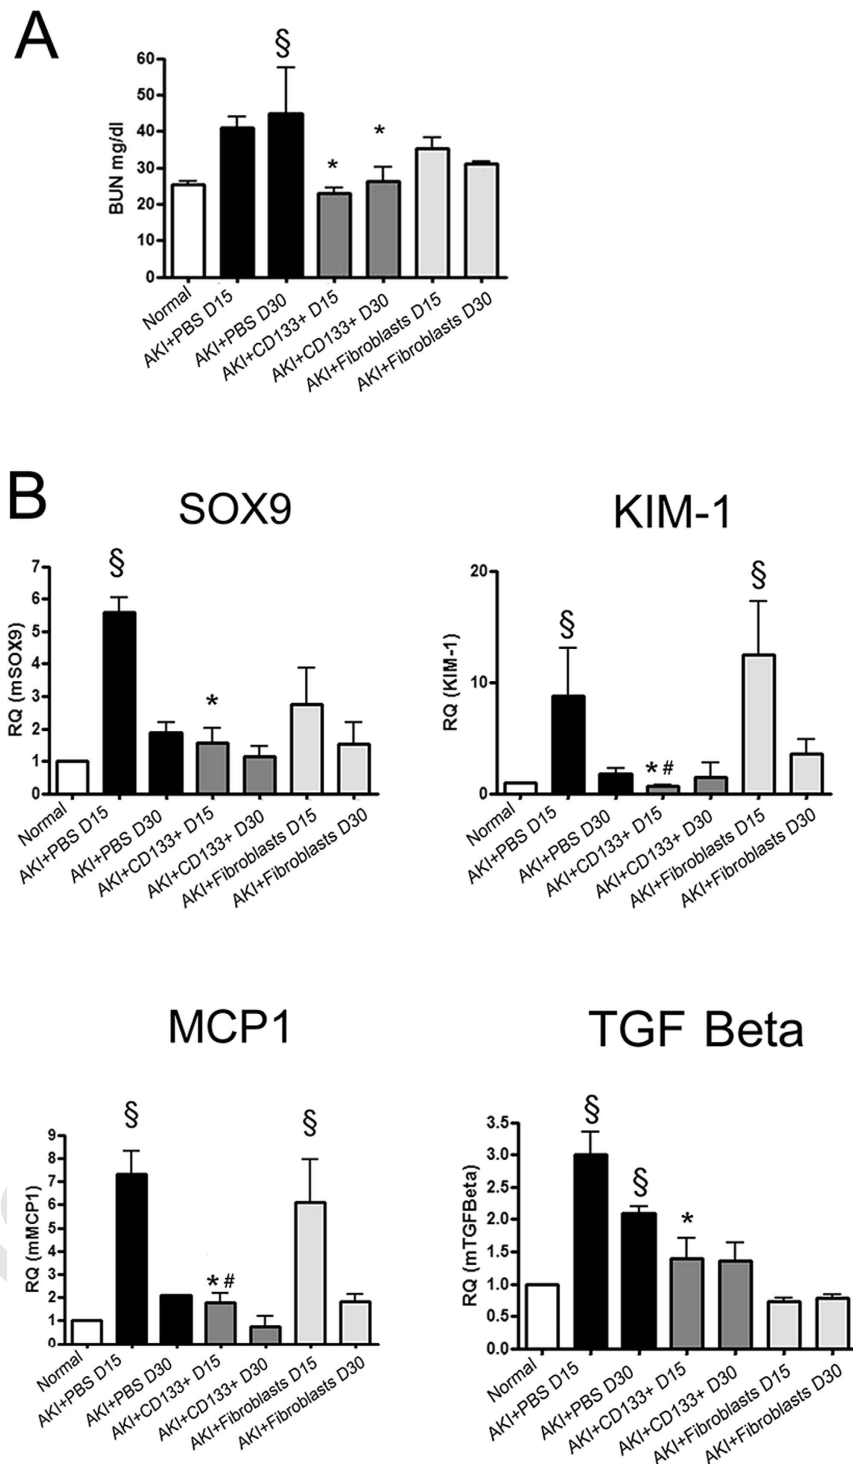 A
§
60
50
40
30
20
10
0
BUN mg/dl
* *
Normal
AKI+PBS D15
AKI+PBS D30
AKI+CD133+ D15
AKI+CD133+ D30
AKI+Fibroblasts D15
AKI+Fibroblasts D30
B
SOX9
§
7
6
5
4
3
2
1
0
RQ (mSOX9)
*
Normal
AKI+PBS D15
AKI+PBS D30
AKI+CD133+ D15
AKI+CD133+ D30
AKI+Fibroblasts D15
AKI+Fibroblasts D30
KIM-1
§ §
20
10
0
RQ (KIM-1)
* #
Normal
AKI+PBS D15
AKI+PBS D30
AKI+CD133+ D15
AKI+CD133+ D30
AKI+Fibroblasts D15
AKI+Fibroblasts D30
MCP1
§ §
9
8
7
6
5
4
3
2
1
0
RQ (mMCP1)
* #
Normal
AKI+PBS D15
AKI+PBS D30
AKI+CD133+ D15
AKI+CD133+ D30
AKI+Fibroblasts D15
AKI+Fibroblasts D30
TGF Beta
§ §
3.5
3.0
2.5
2.0
1.5
1.0
0.5
0.0
RQ (mTGFBeta)
*
Normal
AKI+PBS D15
AKI+PBS D30
AKI+CD133+ D15
AKI+CD133+ D30
AKI+Fibroblasts D15
AKI+Fibroblasts D30